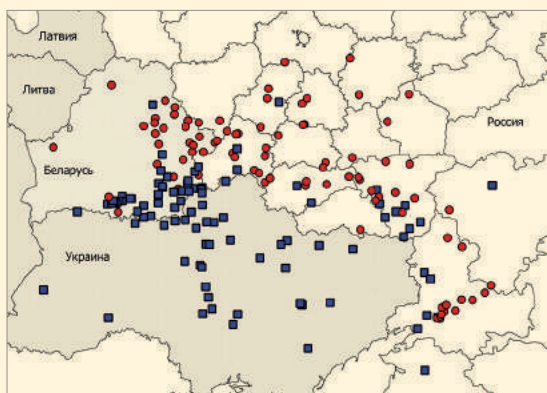 Латвия
Литва
Россия
Беларусь
Украина